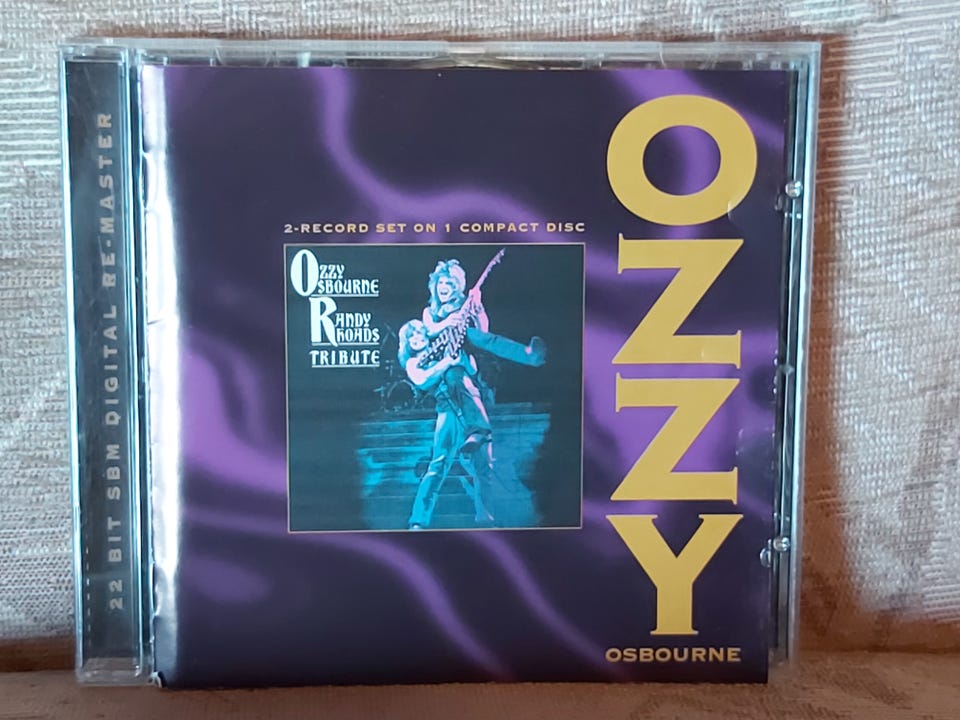 22 BIT SBM DIGITAL RE-MASTER
2-RECORD SET ON 1 COMPACT DISC
OZZY
OSBOURNE
RANDY
RHOADS
TRIBUTE
OZZY
OSBOURNE